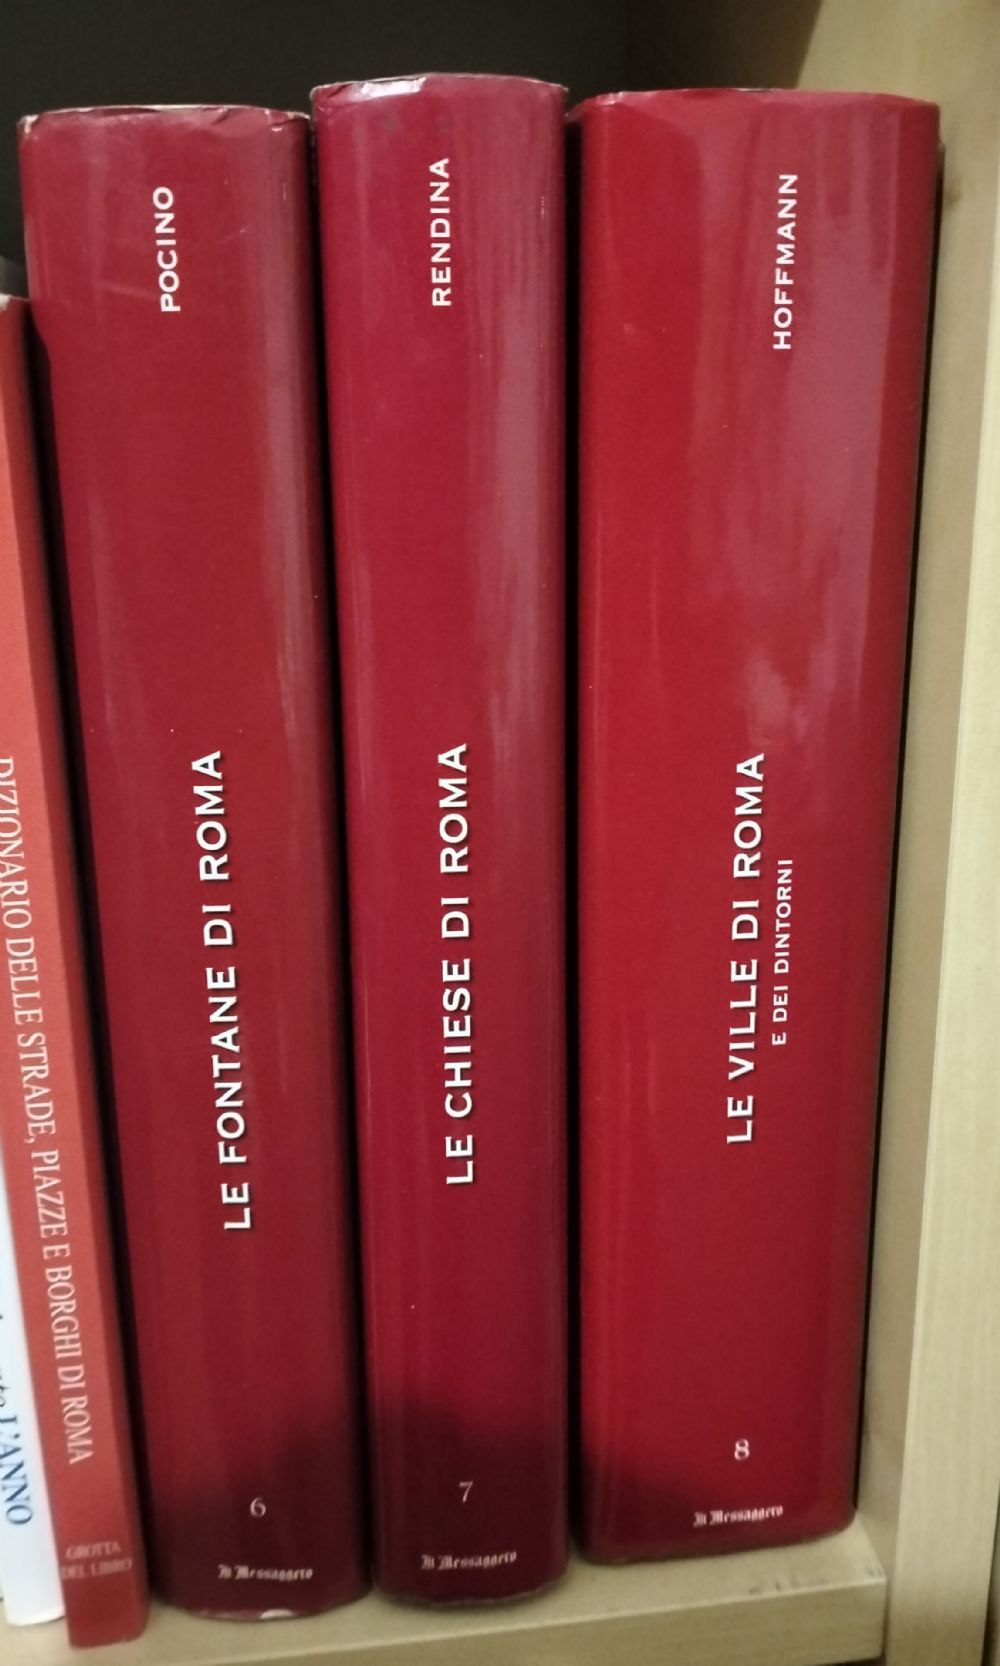 L'ANNO
DIZIONARIO DELLE STRADE, PIAZZE E BORGHI DI ROMA
GROTTA
DEL LIBRO
POCINO
LE FONTANE DI ROMA
6
Il Messaggero
RENDINA
LE CHIESE DI ROMA
7
Il Messaggero
HOFFMANN
LE VILLE DI ROMA
E DEI DINTORNI
8
Il Messaggero